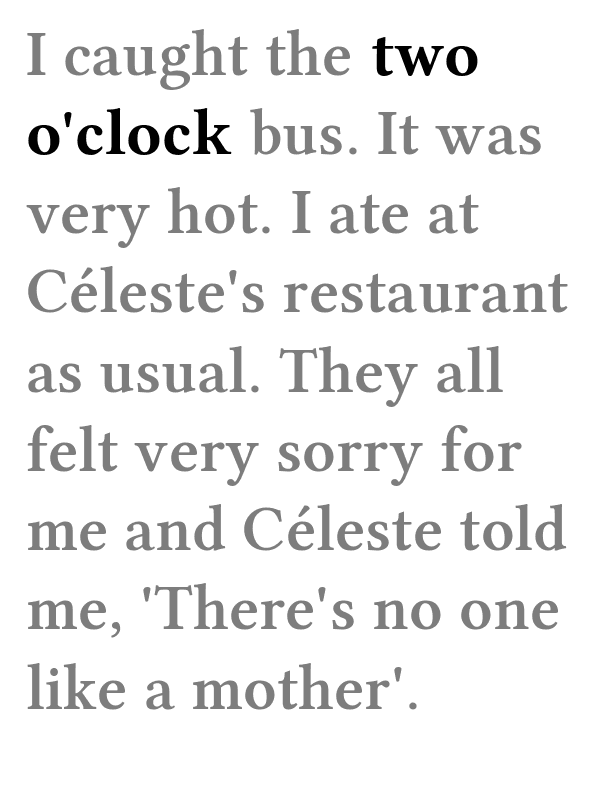 I caught the two
o'clock bus. It was
very hot. I ate at
Céleste's restaurant
as usual. They all
felt very sorry for
me and Céleste told
me, 'There's no one
like a mother'.